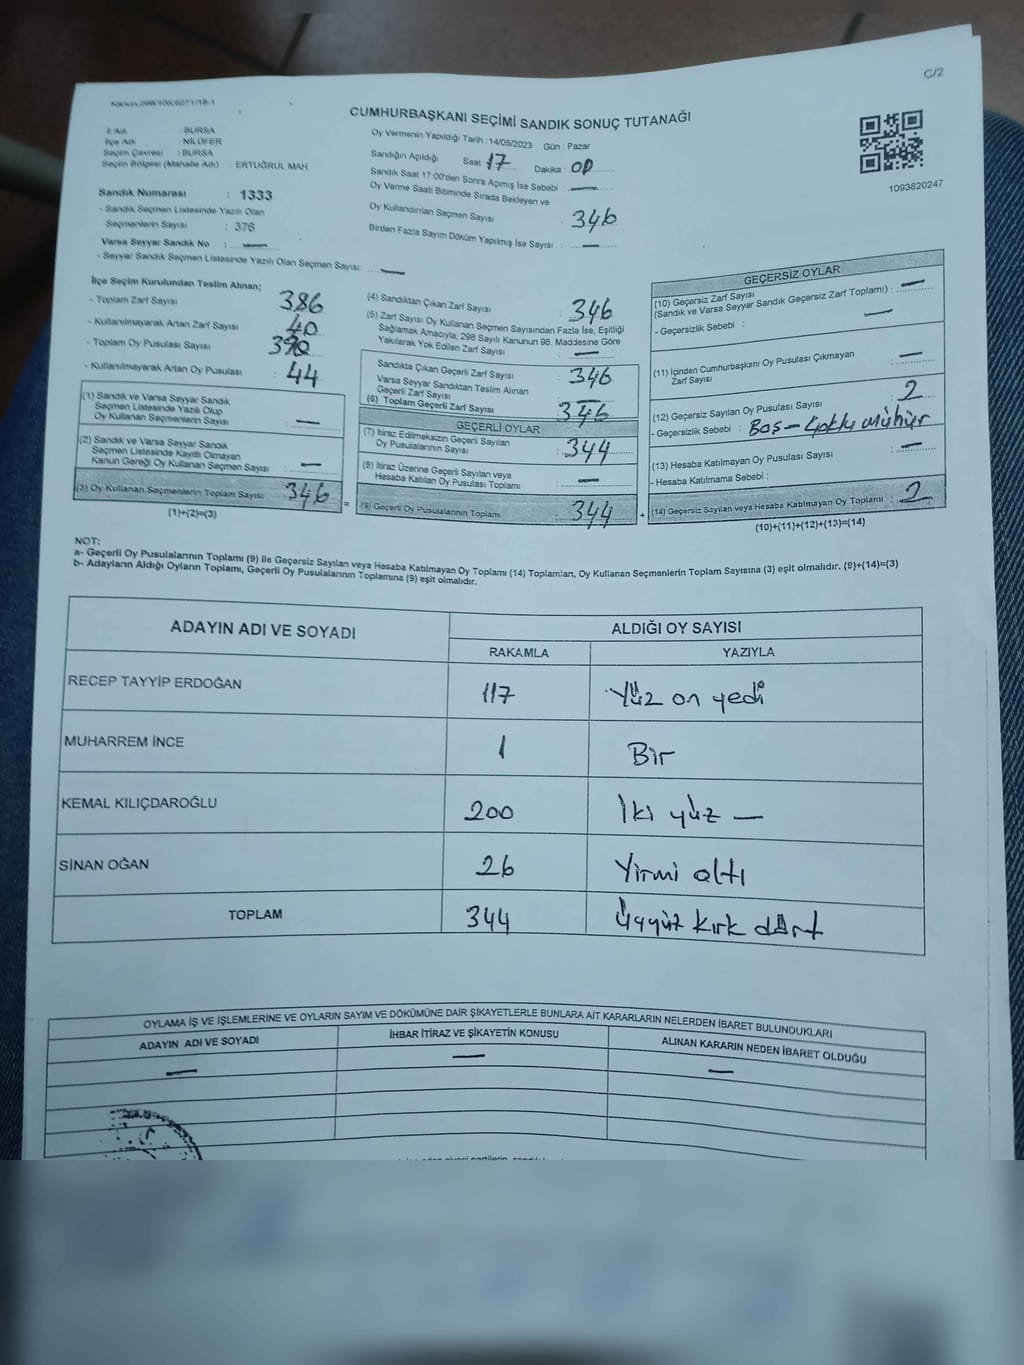 C/2
CUMHURBAŞKANI SEÇİMİ SANDIK SONUÇ TUTANAĞI
İl Adı : BURSA
İlçe Adı : NİLÜFER
Seçim Çevresi : BURSA
Seçim Bölgesi (Mahalle Adı) : ERTUĞRUL MAH.
Sandık Numarası : 1333
- Sandık Seçmen Listesinde Yazılı Olan
Seçmenlerin Sayısı : 376
Varsa Seyyar Sandık No : —
- Seyyar Sandık Seçmen Listesinde Yazılı Olan Seçmen Sayısı: —
Oy Vermenin Yapıldığı Tarih : 14/05/2023 Gün : Pazar
Sandığın Açıldığı Saat : 17 Dakika : 00
Sandık Saat 17:00'den Sonra Açılmış İse Sebebi : —
Oy Verme Saati Bitiminde Sırada Bekleyen ve
Oy Kullandırılan Seçmen Sayısı : 346
Birden Fazla Sayım Döküm Yapılmış İsa Sayısı : —
1093820247
İlçe Seçim Kurulundan Teslim Alınan;
- Toplam Zarf Sayısı 386
- Kullanılmayarak Artan Zarf Sayısı 40
- Toplam Oy Pusulası Sayısı 390
- Kullanılmayarak Artan Oy Pusulası : 44
(1) Sandık ve Varsa Seyyar Sandık
Seçmen Listesinde Yazılı Olup
Oy Kullanan Seçmenlerin Sayısı : —
(2) Sandık ve Varsa Seyyar Sandık
Seçmen Listesinde Kayıtlı Olmayan
Kanun Gereği Oy Kullanan Seçmen Sayısı : —
(3) Oy Kullanan Seçmenlerin Toplam Sayısı : 346
(1)+(2)=(3)
=
(4) Sandıktan Çıkan Zarf Sayısı : 346
(5) Zarf Sayısı Oy Kullanan Seçmen Sayısından Fazla İse, Eşitliği
Sağlamak Amacıyla; 298 Sayılı Kanunun 98. Maddesine Göre
Yakılarak Yok Edilen Zarf Sayısı : —
Sandıkta Çıkan Geçerli Zarf Sayısı : 346
Varsa Seyyar Sandıktan Teslim Alınan
Geçerli Zarf Sayısı : —
(6) Toplam Geçerli Zarf Sayısı : 346
GEÇERLİ OYLAR
(7) İtiraz Edilmeksizin Geçerli Sayılan
Oy Pusulalarının Sayısı : 344
(8) İtiraz Üzerine Geçerli Sayılan veya
Hesaba Katılan Oy Pusulası Toplamı : —
(9) Geçerli Oy Pusulalarının Toplamı : 344
+
GEÇERSİZ OYLAR
(10) Geçersiz Zarf Sayısı
(Sandık ve Varsa Seyyar Sandık Geçersiz Zarf Toplamı) : —
- Geçersizlik Sebebi : —
(11) İçinden Cumhurbaşkanı Oy Pusulası Çıkmayan
Zarf Sayısı : —
(12) Geçersiz Sayılan Oy Pusulası Sayısı : 2
- Geçersizlik Sebebi : Boş - Çoklu Mühür
(13) Hesaba Katılmayan Oy Pusulası Sayısı : —
- Hesaba Katılmama Sebebi :
(14) Geçersiz Sayılan veya Hesaba Katılmayan Oy Toplamı : 2
(10)+(11)+(12)+(13)=(14)
NOT:
a- Geçerli Oy Pusulalarının Toplamı (9) ile Geçersiz Sayılan veya Hesaba Katılmayan Oy Toplamı (14) Toplamları, Oy Kullanan Seçmenlerin Toplam Sayısına (3) eşit olmalıdır. (9)+(14)=(3)
b- Adayların Aldığı Oyların Toplamı, Geçerli Oy Pusulalarının Toplamına (9) eşit olmalıdır.
ADAYIN ADI VE SOYADI ALDIĞI OY SAYISI
RAKAMLA YAZIYLA
RECEP TAYYİP ERDOĞAN 117 Yüz on yedi
MUHARREM İNCE 1 Bir
KEMAL KILIÇDAROĞLU 200 İki yüz —
SİNAN OĞAN 26 Yirmi altı
TOPLAM 344 Üçyüz kırk dört
OYLAMA İŞ VE İŞLEMLERİNE VE OYLARIN SAYIM VE DÖKÜMÜNE DAİR ŞİKAYETLERLE BUNLARA AİT KARARLARIN NELERDEN İBARET BULUNDUKLARI
ADAYIN ADI VE SOYADI İHBAR İTİRAZ VE ŞİKAYETİN KONUSU ALINAN KARARIN NEDEN İBARET OLDUĞU
— — —